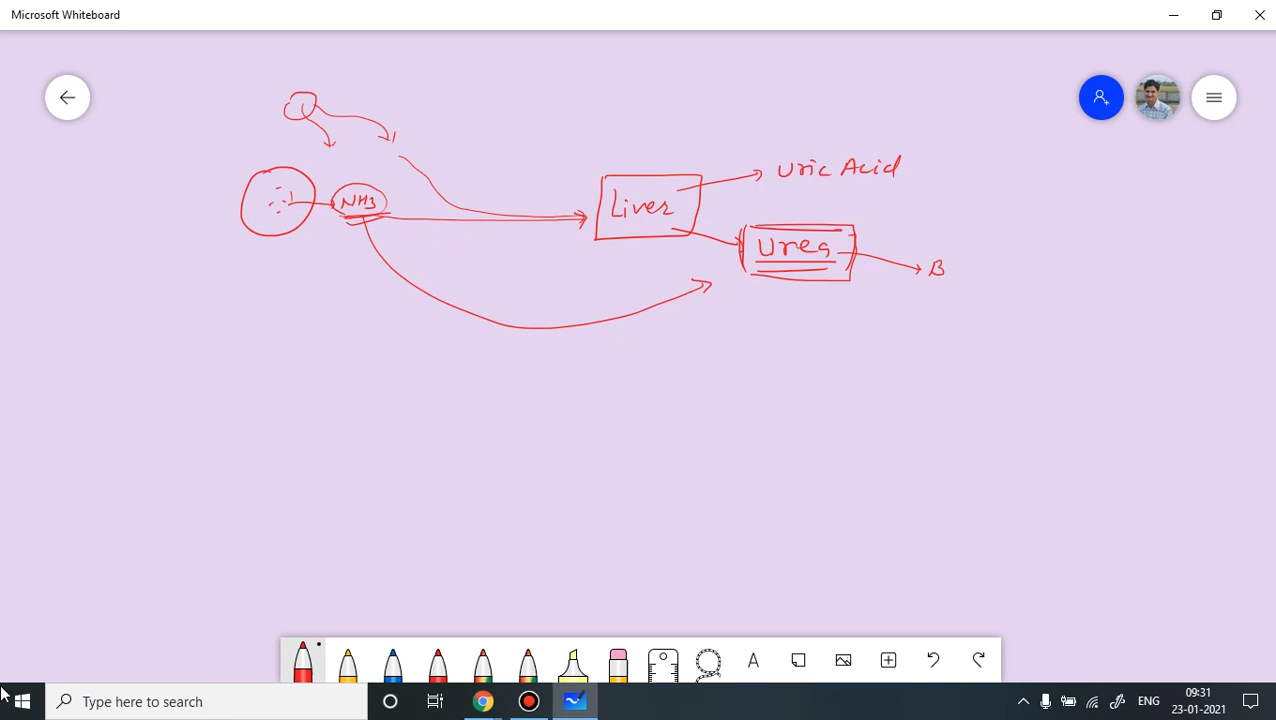 Microsoft Whiteboard
NH3
Liver
Uric Acid
Urea
B
A
Type here to search
ENG
09:31
23-01-2021